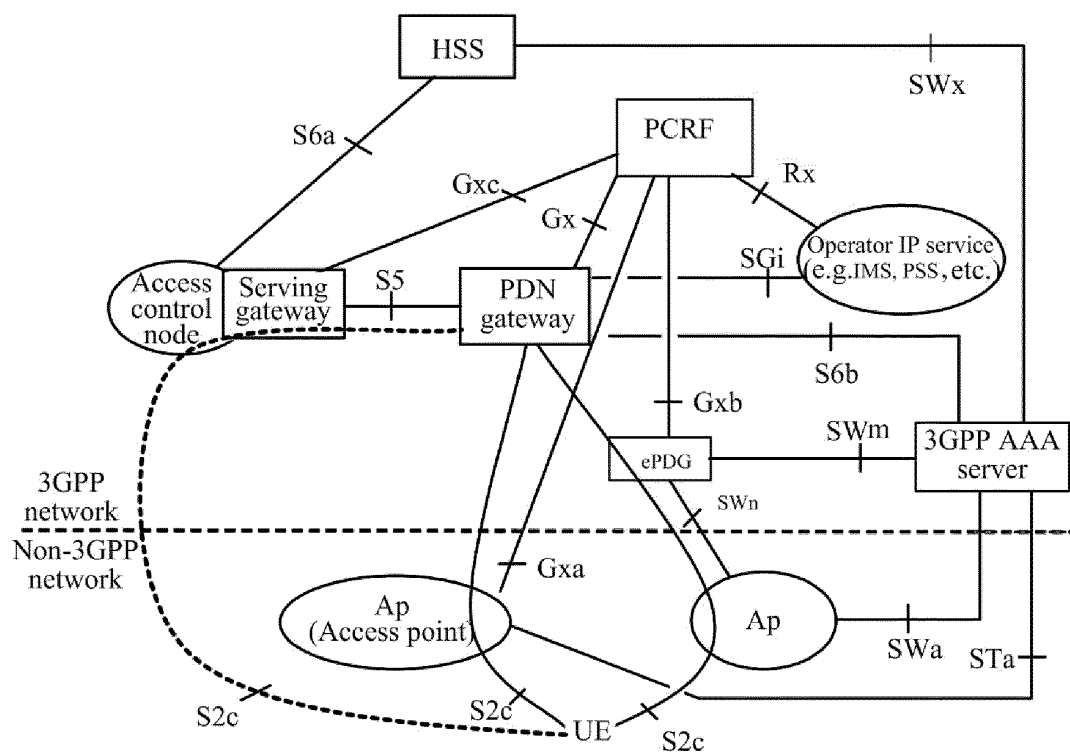 HSS
SWx
PCRF
S6a
Rx
Gxc
Gx
Operator IP service
(e.g.IMS, PSS, etc.)
SGi
Access
control
node
Serving
gateway
S5
PDN
gateway
S6b
Gxb
SWm
3GPP AAA
server
ePDG
SWn
3GPP
network
Non-3GPP
network
Gxa
Ap
(Access point)
Ap
SWa
STa
S2c
S2c
UE
S2c